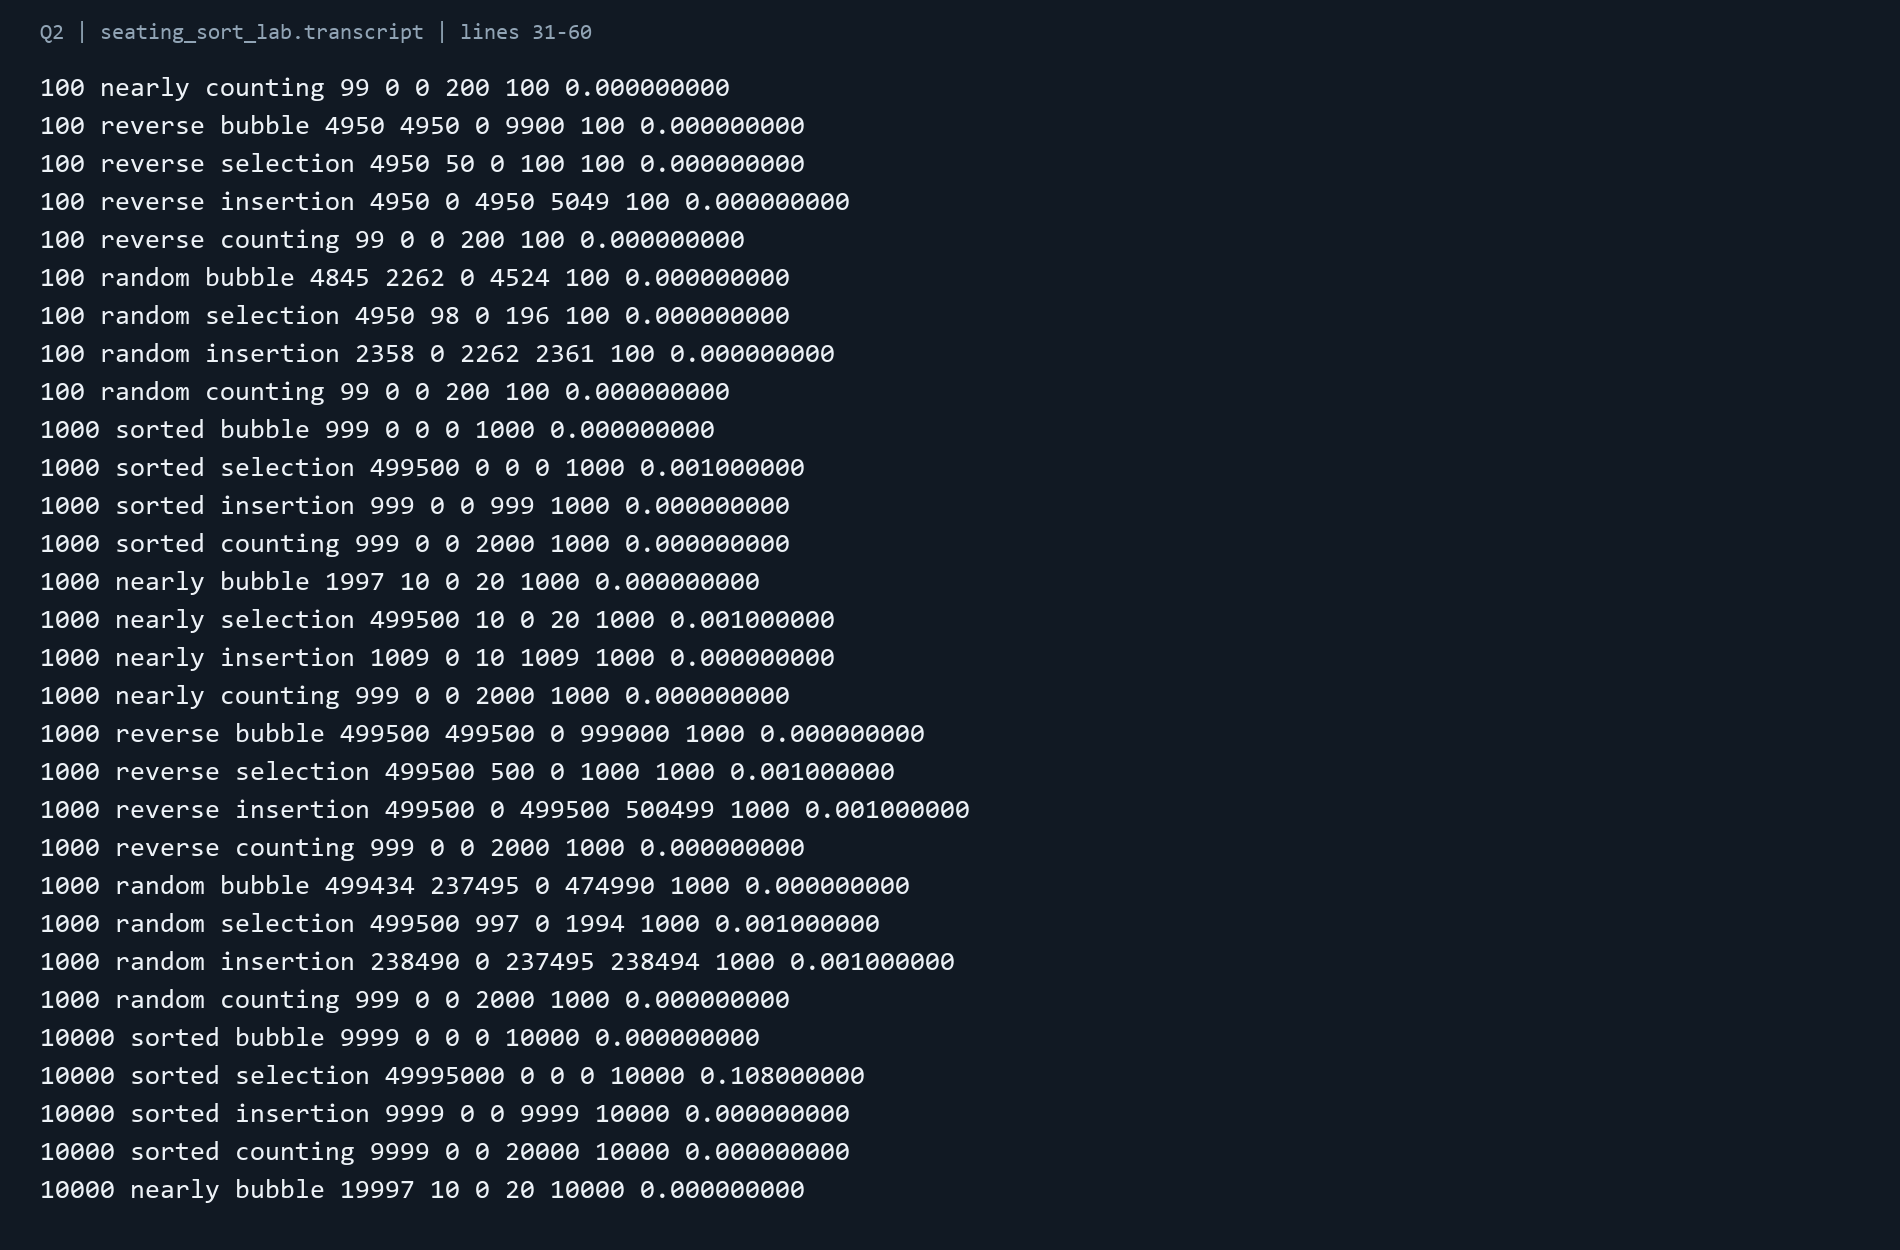 Q2 | seating_sort_lab.transcript | lines 31-60
100 nearly counting 99 0 0 200 100 0.000000000
100 reverse bubble 4950 4950 0 9900 100 0.000000000
100 reverse selection 4950 50 0 100 100 0.000000000
100 reverse insertion 4950 0 4950 5049 100 0.000000000
100 reverse counting 99 0 0 200 100 0.000000000
100 random bubble 4845 2262 0 4524 100 0.000000000
100 random selection 4950 98 0 196 100 0.000000000
100 random insertion 2358 0 2262 2361 100 0.000000000
100 random counting 99 0 0 200 100 0.000000000
1000 sorted bubble 999 0 0 0 1000 0.000000000
1000 sorted selection 499500 0 0 0 1000 0.001000000
1000 sorted insertion 999 0 0 999 1000 0.000000000
1000 sorted counting 999 0 0 2000 1000 0.000000000
1000 nearly bubble 1997 10 0 20 1000 0.000000000
1000 nearly selection 499500 10 0 20 1000 0.001000000
1000 nearly insertion 1009 0 10 1009 1000 0.000000000
1000 nearly counting 999 0 0 2000 1000 0.000000000
1000 reverse bubble 499500 499500 0 999000 1000 0.000000000
1000 reverse selection 499500 500 0 1000 1000 0.001000000
1000 reverse insertion 499500 0 499500 500499 1000 0.001000000
1000 reverse counting 999 0 0 2000 1000 0.000000000
1000 random bubble 499434 237495 0 474990 1000 0.000000000
1000 random selection 499500 997 0 1994 1000 0.001000000
1000 random insertion 238490 0 237495 238494 1000 0.001000000
1000 random counting 999 0 0 2000 1000 0.000000000
10000 sorted bubble 9999 0 0 0 10000 0.000000000
10000 sorted selection 49995000 0 0 0 10000 0.108000000
10000 sorted insertion 9999 0 0 9999 10000 0.000000000
10000 sorted counting 9999 0 0 20000 10000 0.000000000
10000 nearly bubble 19997 10 0 20 10000 0.000000000